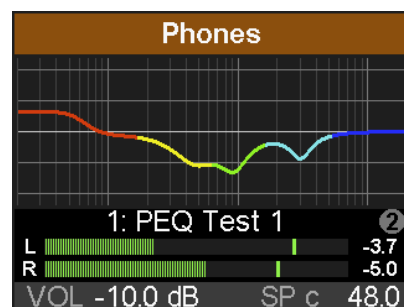 Phones
1: PEQ Test 1 2
L -3.7
R -5.0
VOL -10.0 dB SP c 48.0